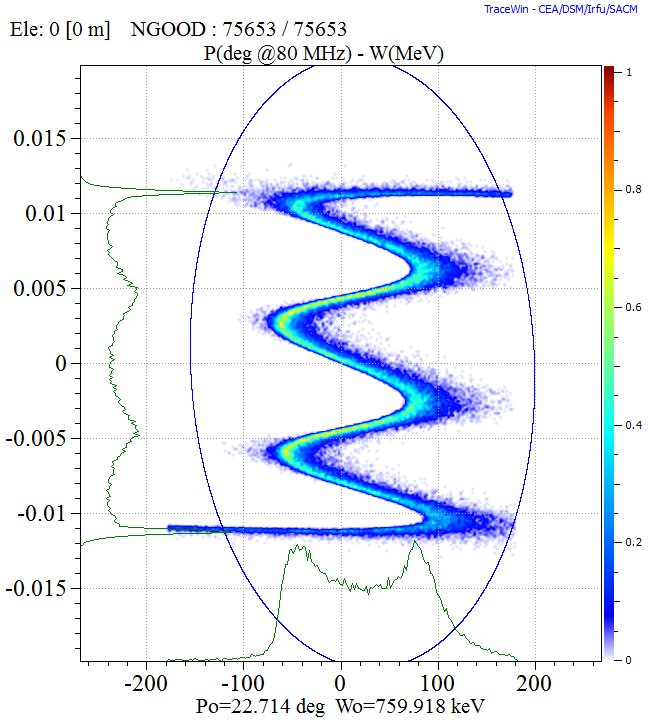 TraceWin - CEA/DSM/Irfu/SACM
Ele: 0 [0 m] NGOOD : 75653 / 75653
P(deg @80 MHz) - W(MeV)
1
0.015
0.8
0.01
0.005
0.6
0
0.4
-0.005
-0.01
0.2
-0.015
0
-200 -100 0 100 200
Po=22.714 deg Wo=759.918 keV